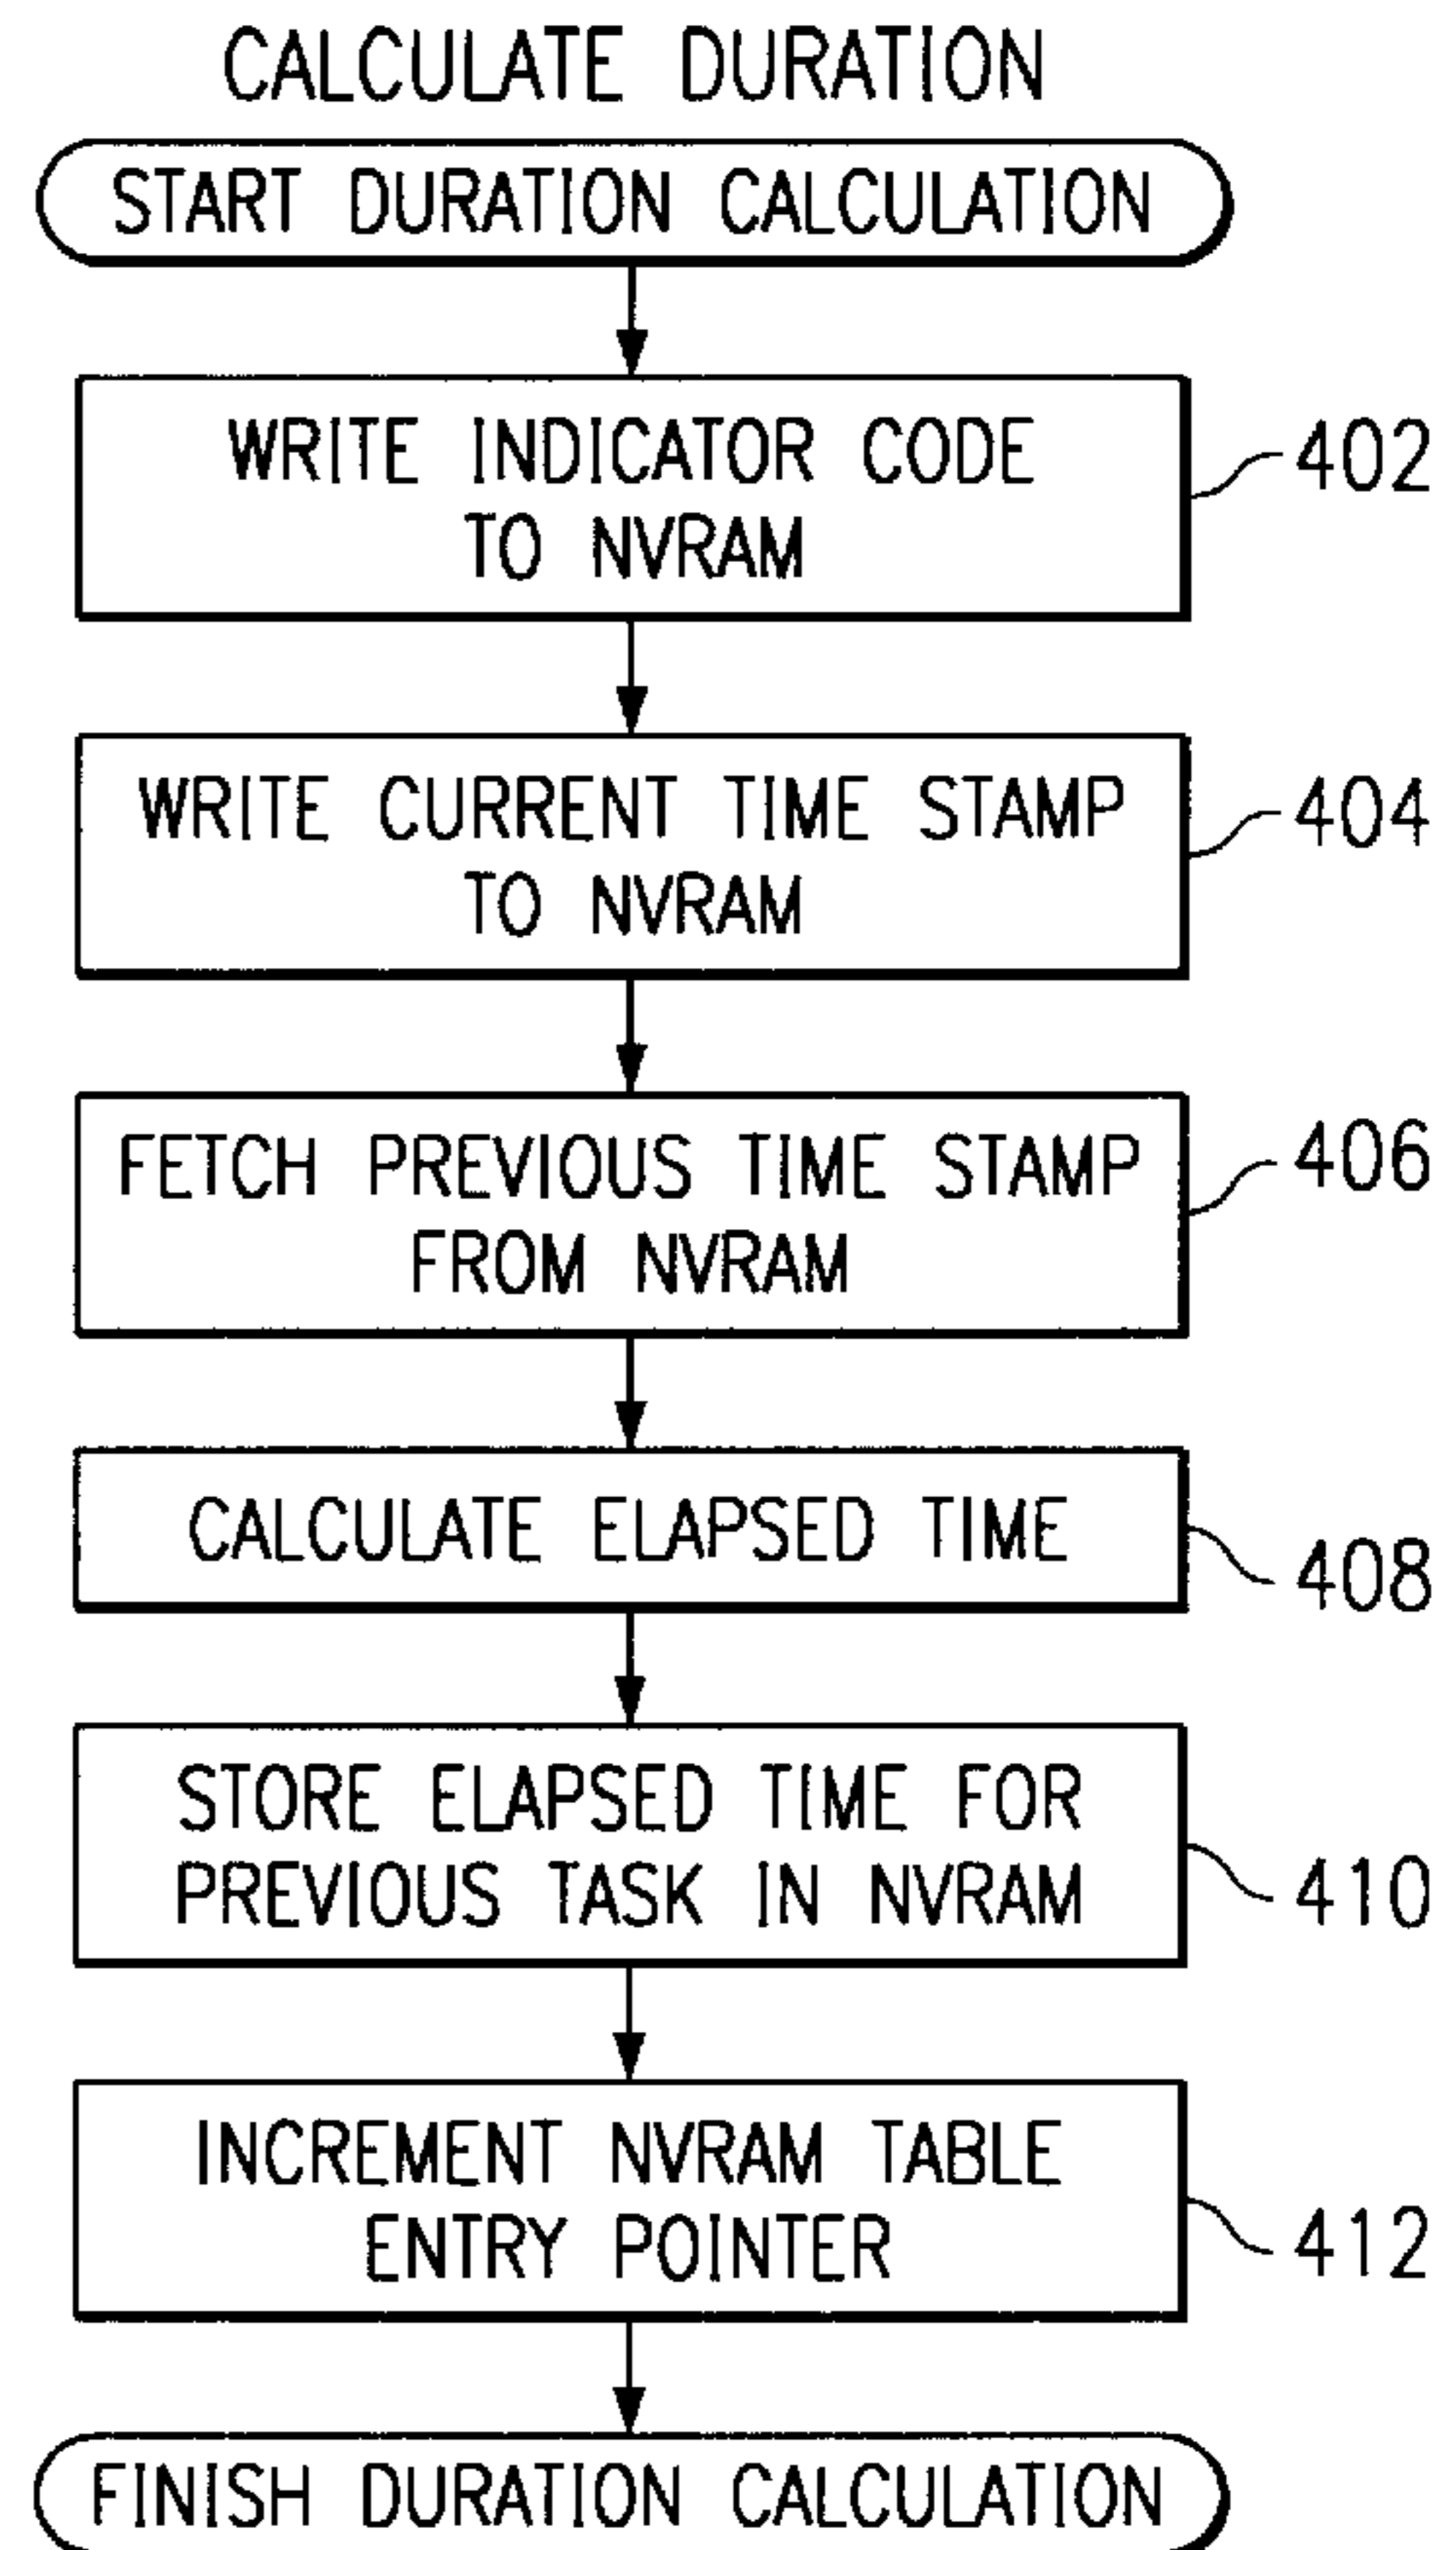 CALCULATE DURATION
START DURATION CALCULATION
WRITE INDICATOR CODE
TO NVRAM
402
WRITE CURRENT TIME STAMP
TO NVRAM
404
FETCH PREVIOUS TIME STAMP
FROM NVRAM
406
CALCULATE ELAPSED TIME
408
STORE ELAPSED TIME FOR
PREVIOUS TASK IN NVRAM
410
INCREMENT NVRAM TABLE
ENTRY POINTER
412
FINISH DURATION CALCULATION